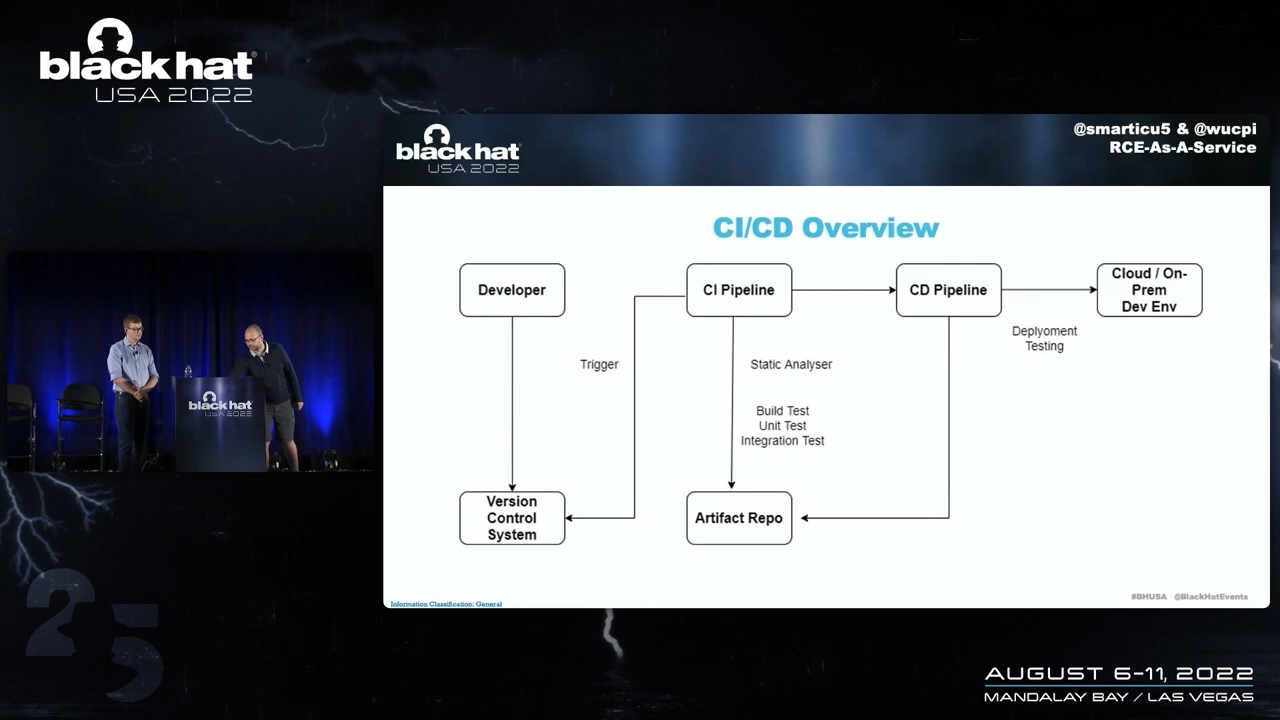 black hat®
USA 2022
black hat
USA 2022
@smarticu5 & @wucpi
RCE-As-A-Service
CI/CD Overview
Developer
CI Pipeline
CD Pipeline
Cloud / On-
Prem
Dev Env
Deplyoment
Testing
Trigger
Static Analyser
Build Test
Unit Test
Integration Test
Version
Control
System
Artifact Repo
Information Classification: General
#BHUSA @BlackHatEvents
black hat
USA 2022
25
AUGUST 6-11, 2022
MANDALAY BAY / LAS VEGAS